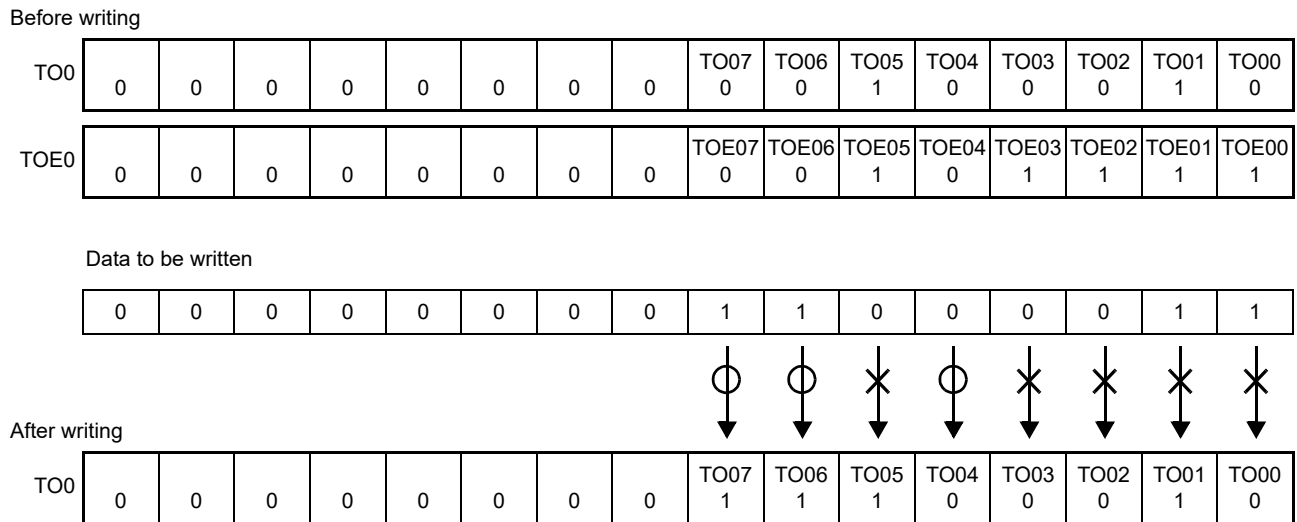 Before writing
TO07 TO06 TO05 TO04 TO03 TO02 TO01 TO00
TO0 0 0 0 0 0 0 0 0 0 0 1 0 0 0 1 0
TOE07 TOE06 TOE05 TOE04 TOE03 TOE02 TOE01 TOE00
TOE0 0 0 0 0 0 0 0 0 0 0 1 0 1 1 1 1
Data to be written
0 0 0 0 0 0 0 0 1 1 0 0 0 0 1 1
After writing
TO07 TO06 TO05 TO04 TO03 TO02 TO01 TO00
TO0 0 0 0 0 0 0 0 0 1 1 1 0 0 0 1 0